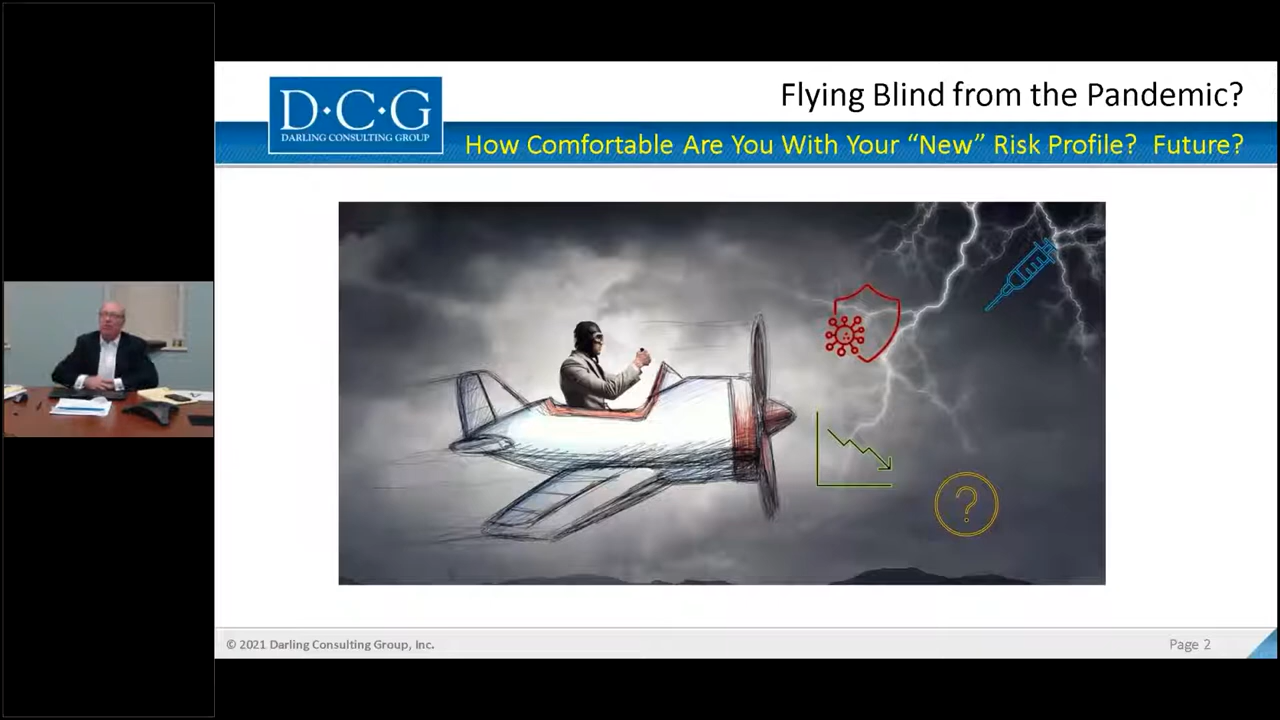 D·C·G
DARLING CONSULTING GROUP
Flying Blind from the Pandemic?
How Comfortable Are You With Your “New” Risk Profile? Future?
?
© 2021 Darling Consulting Group, Inc.
Page 2